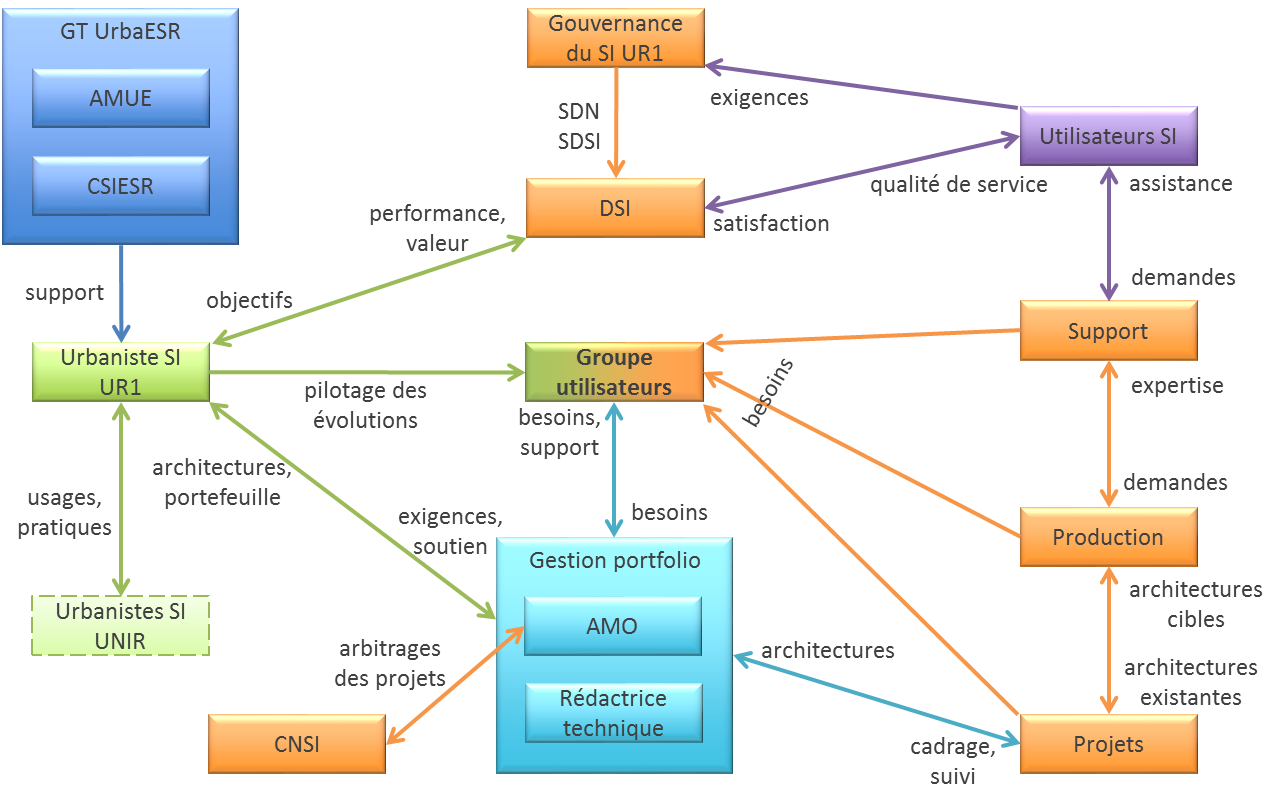 GT UrbaESR
AMUE
CSIESR
support
Gouvernance
du SI UR1
SDN
SDSI
exigences
Utilisateurs SI
DSI
qualité de service
satisfaction
assistance
demandes
performance,
valeur
objectifs
Urbaniste SI
UR1
pilotage des
évolutions
Groupe
utilisateurs
besoins
Support
expertise
demandes
besoins,
support
besoins
architectures,
portefeuille
exigences,
soutien
usages,
pratiques
Urbanistes SI
UNIR
Gestion portfolio
AMO
Rédactrice
technique
arbitrages
des projets
CNSI
Production
architectures
cibles
architectures
existantes
architectures
cadrage,
suivi
Projets